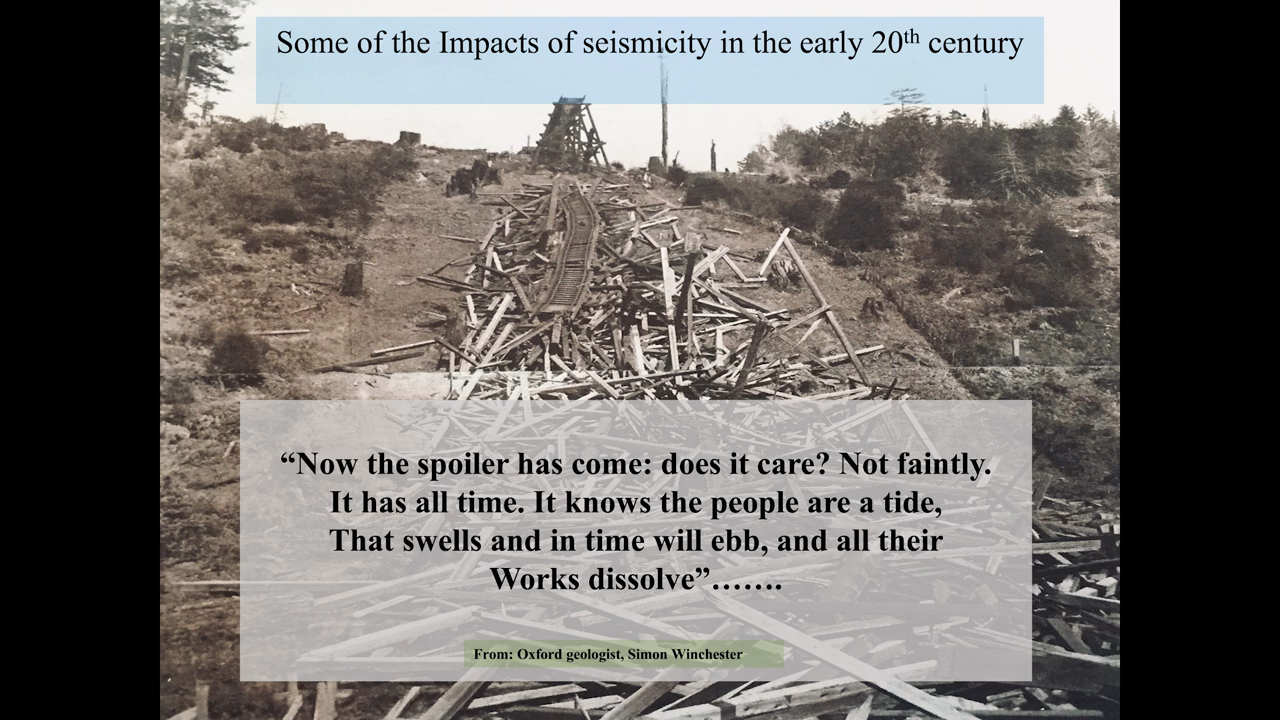 Some of the Impacts of seismicity in the early 20th century
“Now the spoiler has come: does it care? Not faintly.
It has all time. It knows the people are a tide,
That swells and in time will ebb, and all their
Works dissolve”…….
From: Oxford geologist, Simon Winchester